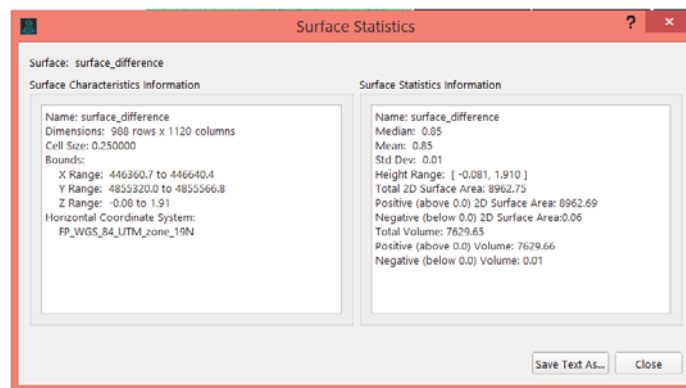 Surface Statistics
?
×
Surface: surface_difference
Surface Characteristics Information
Name: surface_difference
Dimensions: 988 rows x 1120 columns
Cell Size: 0.250000
Bounds:
X Range: 446360.7 to 446640.4
Y Range: 4855320.0 to 4855566.8
Z Range: -0.08 to 1.91
Horizontal Coordinate System:
FP_WGS_84_UTM_zone_19N
Surface Statistics Information
Name: surface_difference
Median: 0.85
Mean: 0.85
Std Dev: 0.01
Height Range: [ -0.081, 1.910 ]
Total 2D Surface Area: 8962.75
Positive (above 0.0) 2D Surface Area: 8962.69
Negative (below 0.0) 2D Surface Area:0.06
Total Volume: 7629.65
Positive (above 0.0) Volume: 7629.66
Negative (below 0.0) Volume: 0.01
Save Text As... Close